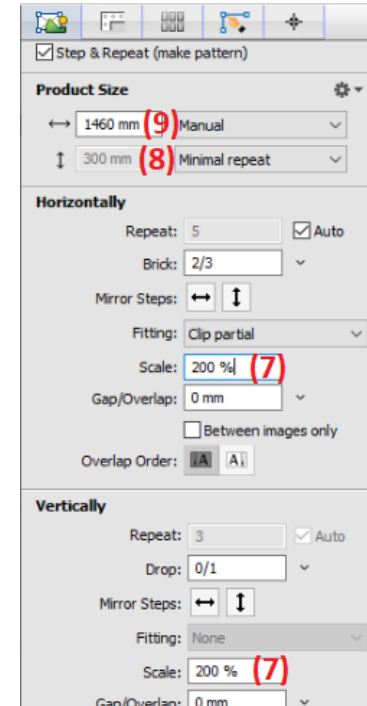 Step & Repeat (make pattern)
Product Size
1460 mm (9) Manual
300 mm (8) Minimal repeat
Horizontally
Repeat: 5 Auto
Brick: 2/3
Mirror Steps:
Fitting: Clip partial
Scale: 200 % (7)
Gap/Overlap: 0 mm
Between images only
Overlap Order: A A
Vertically
Repeat: 3 Auto
Drop: 0/1
Mirror Steps:
Fitting: None
Scale: 200 % (7)
Gap/Overlap: 0 mm